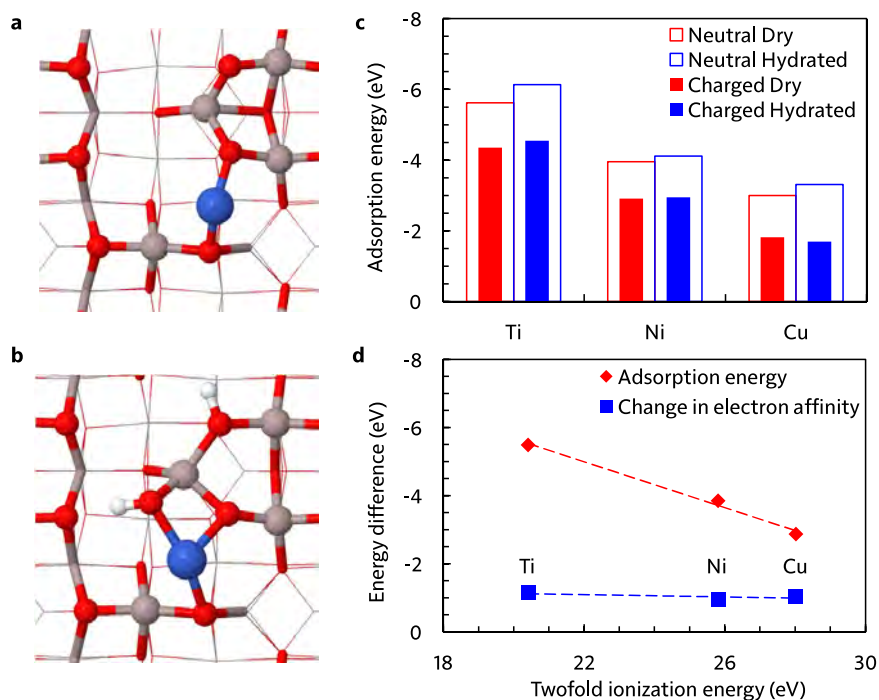 a
b
c
-8
-6
-4
-2
0
Adsorption energy (eV)
Neutral Dry
Neutral Hydrated
Charged Dry
Charged Hydrated
Ti
Ni
Cu
d
-8
-6
-4
-2
0
Energy difference (eV)
Adsorption energy
Change in electron affinity
Ti
Ni
Cu
18
22
26
30
Twofold ionization energy (eV)